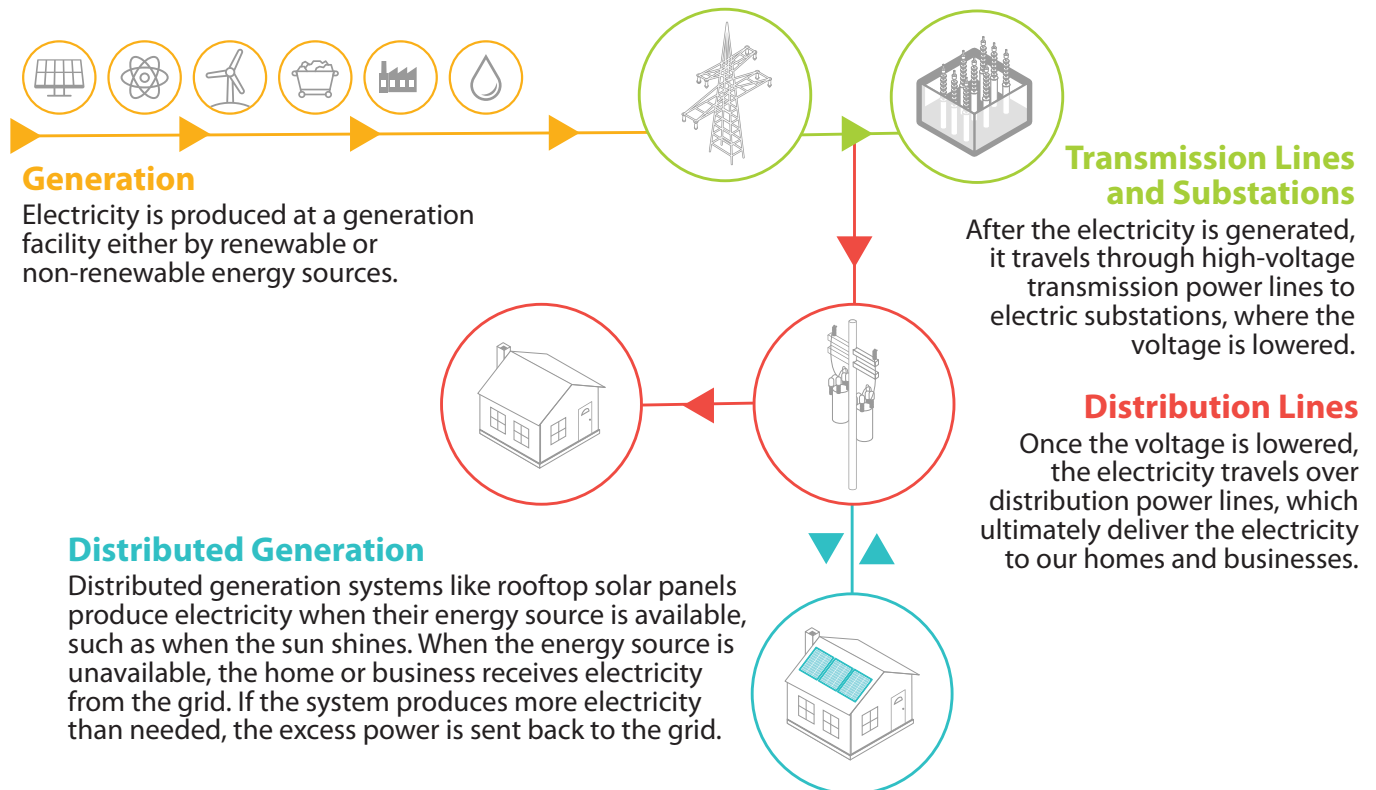 Generation
Electricity is produced at a generation
facility either by renewable or
non-renewable energy sources.
Transmission Lines
and Substations
After the electricity is generated,
it travels through high-voltage
transmission power lines to
electric substations, where the
voltage is lowered.
Distribution Lines
Once the voltage is lowered,
the electricity travels over
distribution power lines, which
ultimately deliver the electricity
to our homes and businesses.
Distributed Generation
Distributed generation systems like rooftop solar panels
produce electricity when their energy source is available,
such as when the sun shines. When the energy source is
unavailable, the home or business receives electricity
from the grid. If the system produces more electricity
than needed, the excess power is sent back to the grid.